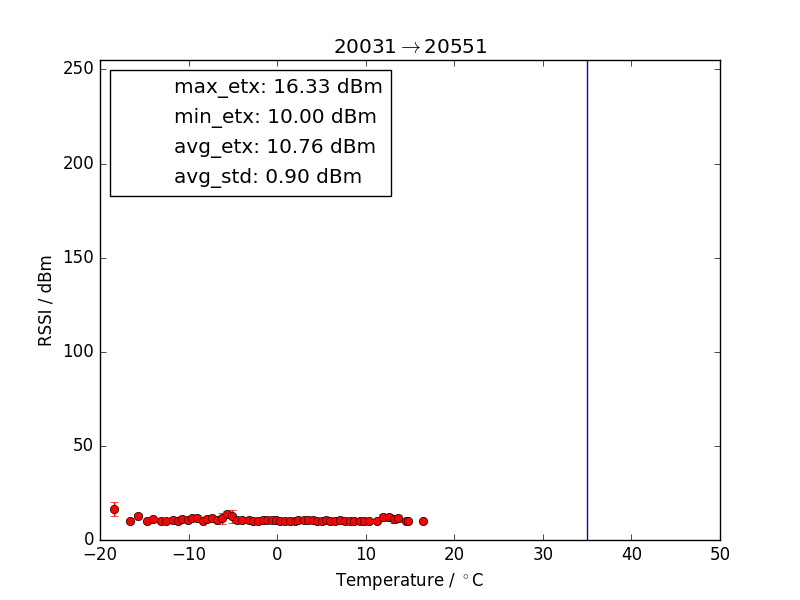 20031→20551
max_etx: 16.33 dBm
min_etx: 10.00 dBm
avg_etx: 10.76 dBm
avg_std: 0.90 dBm
RSSI / dBm
250
200
150
100
50
0
−20 −10 0 10 20 30 40 50
Temperature / °C